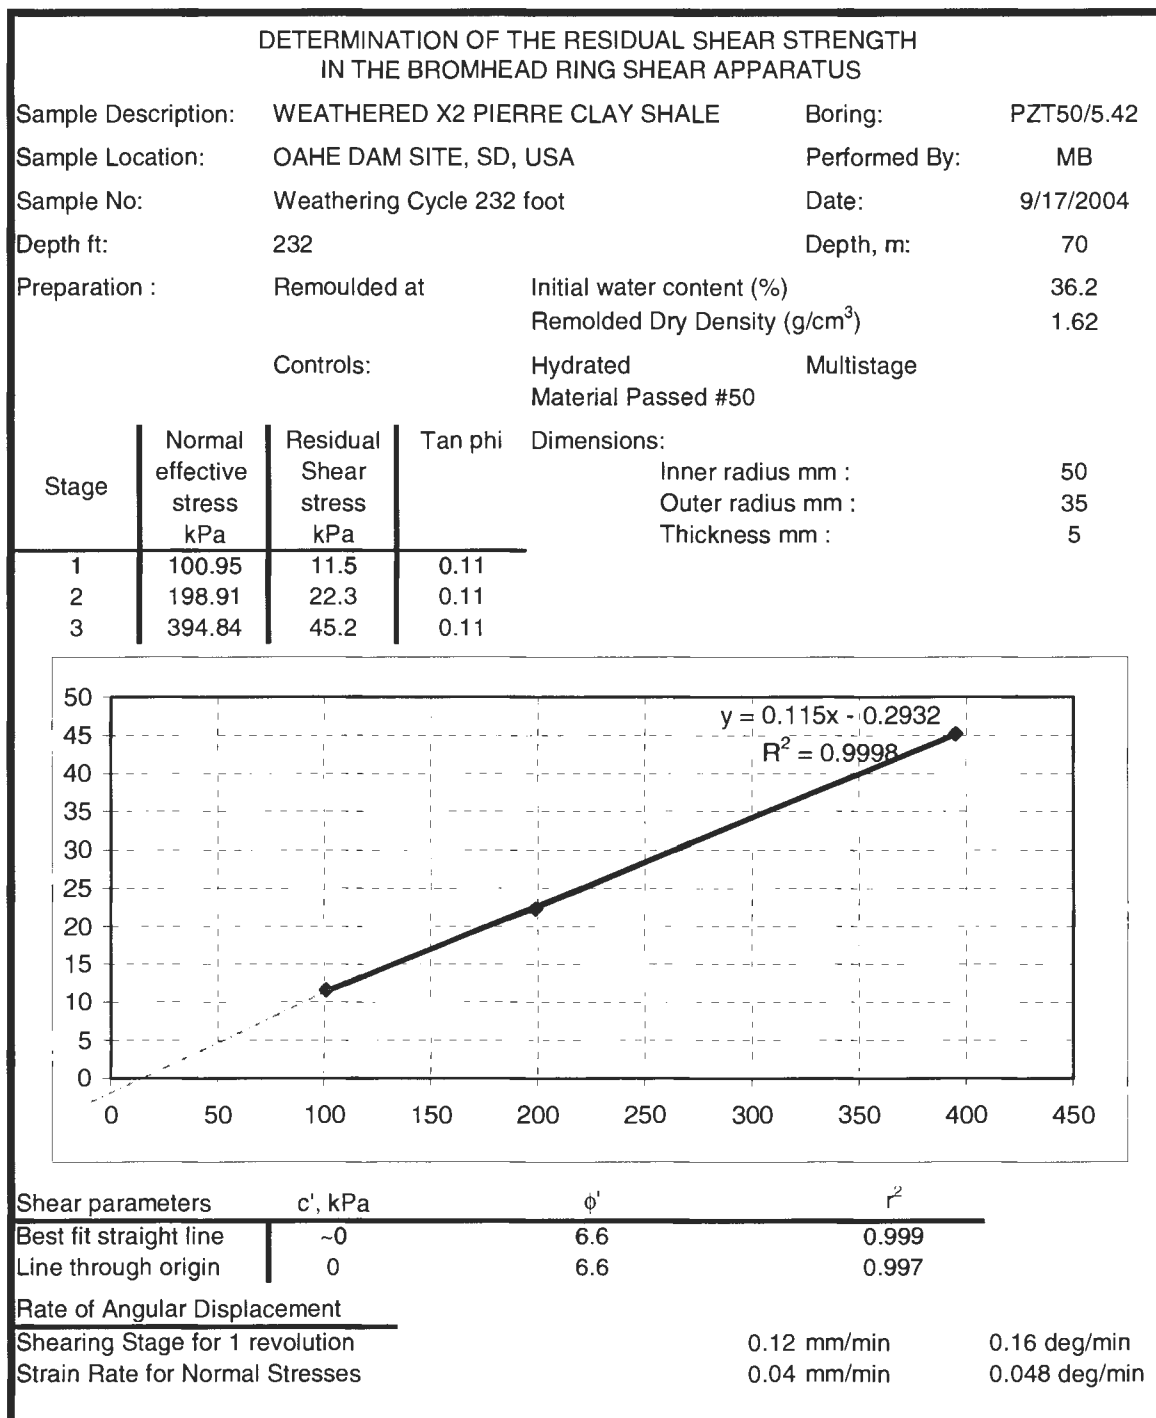 DETERMINATION OF THE RESIDUAL SHEAR STRENGTH
IN THE BROMHEAD RING SHEAR APPARATUS
Sample Description: WEATHERED X2 PIERRE CLAY SHALE Boring: PZT50/5.42
Sample Location: OAHE DAM SITE, SD, USA Performed By: MB
Sample No: Weathering Cycle 232 foot Date: 9/17/2004
Depth ft: 232 Depth, m: 70
Preparation : Remoulded at Initial water content (%) 36.2
Remolded Dry Density (g/cm³) 1.62
Controls: Hydrated Multistage
Material Passed #50
Normal Residual Tan phi Dimensions:
effective Shear Inner radius mm : 50
Stage
stress stress Outer radius mm : 35
kPa kPa Thickness mm : 5
1 100.95 11.5 0.11
2 198.91 22.3 0.11
3 394.84 45.2 0.11
50
y = 0.115x - 0.2932
45
R² = 0.9998
40
35
30
25
20
15
10
5
0
0 50 100 150 200 250 300 350 400 450
Shear parameters c', kPa ϕ' r²
Best fit straight line ~0 6.6 0.999
Line through origin 0 6.6 0.997
Rate of Angular Displacement
Shearing Stage for 1 revolution 0.12 mm/min 0.16 deg/min
Strain Rate for Normal Stresses 0.04 mm/min 0.048 deg/min